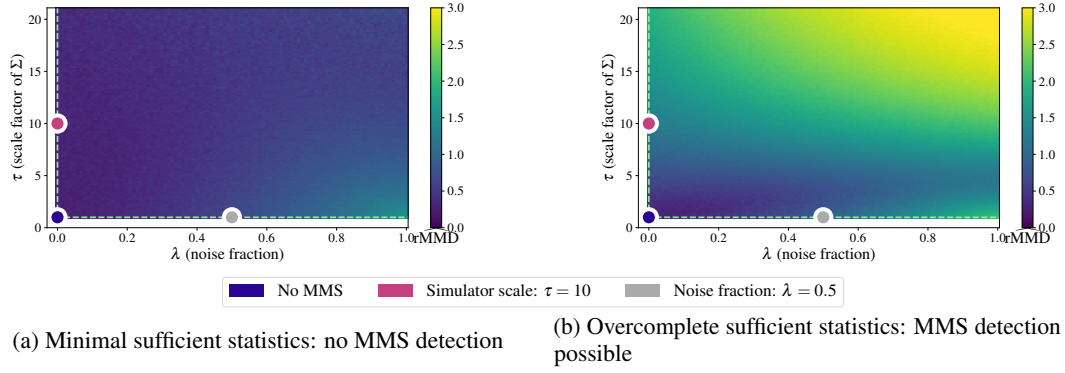 20
15
10
5
0
τ (scale factor of Σ)
0.0 0.2 0.4 0.6 0.8 1.0
λ (noise fraction)
3.0
2.5
2.0
1.5
1.0
0.5
0.0
rMMD
20
15
10
5
0
τ (scale factor of Σ)
0.0 0.2 0.4 0.6 0.8 1.0
λ (noise fraction)
3.0
2.5
2.0
1.5
1.0
0.5
0.0
rMMD
No MMS Simulator scale: τ = 10 Noise fraction: λ = 0.5
(a) Minimal sufficient statistics: no MMS detection
(b) Overcomplete sufficient statistics: MMS detection
possible